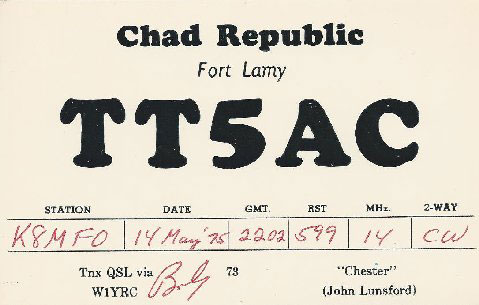 Chad Republic
Fort Lamy
TT5AC
STATION DATE GMT. RST MHz. 2-WAY
K8MFO 14 May '75 2202 599 14 CW
Tnx QSL via 73 "Chester"
W1YRC (John Lunsford)